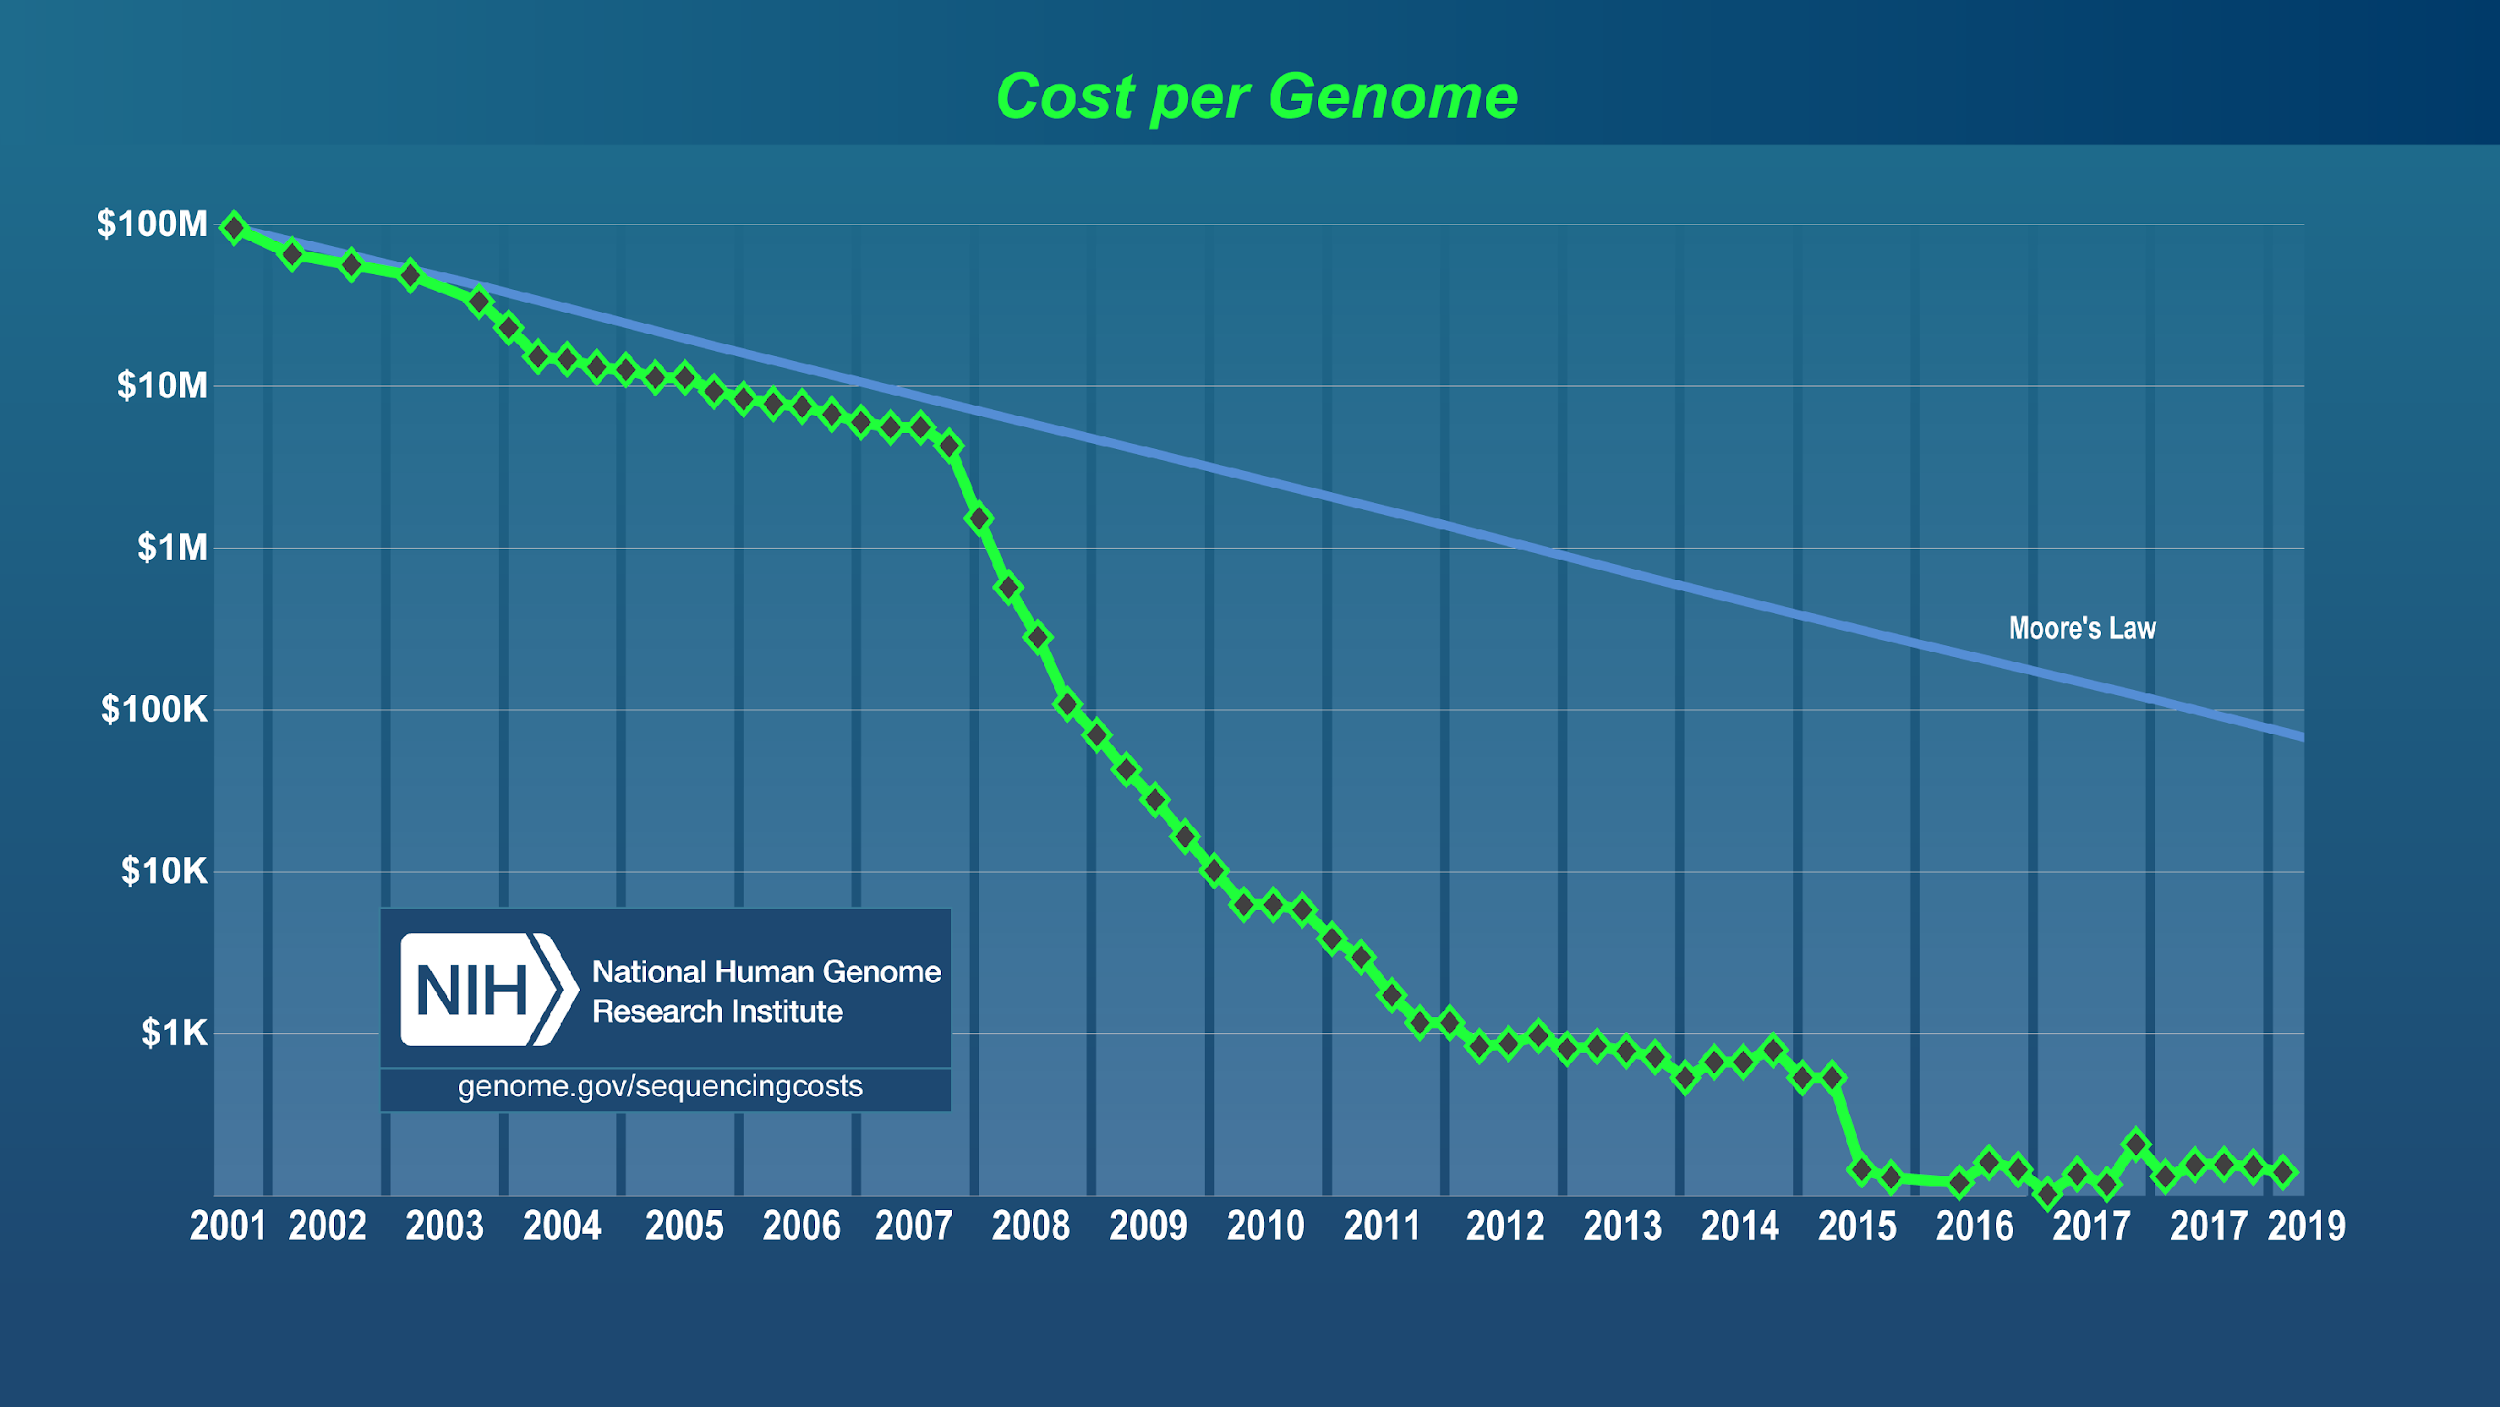 Cost per Genome
$100M
$10M
$1M
$100K
$10K
$1K
Moore's Law
NIH
National Human Genome
Research Institute
genome.gov/sequencingcosts
2001 2002 2003 2004 2005 2006 2007 2008 2009 2010 2011 2012 2013 2014 2015 2016 2017 2017 2019